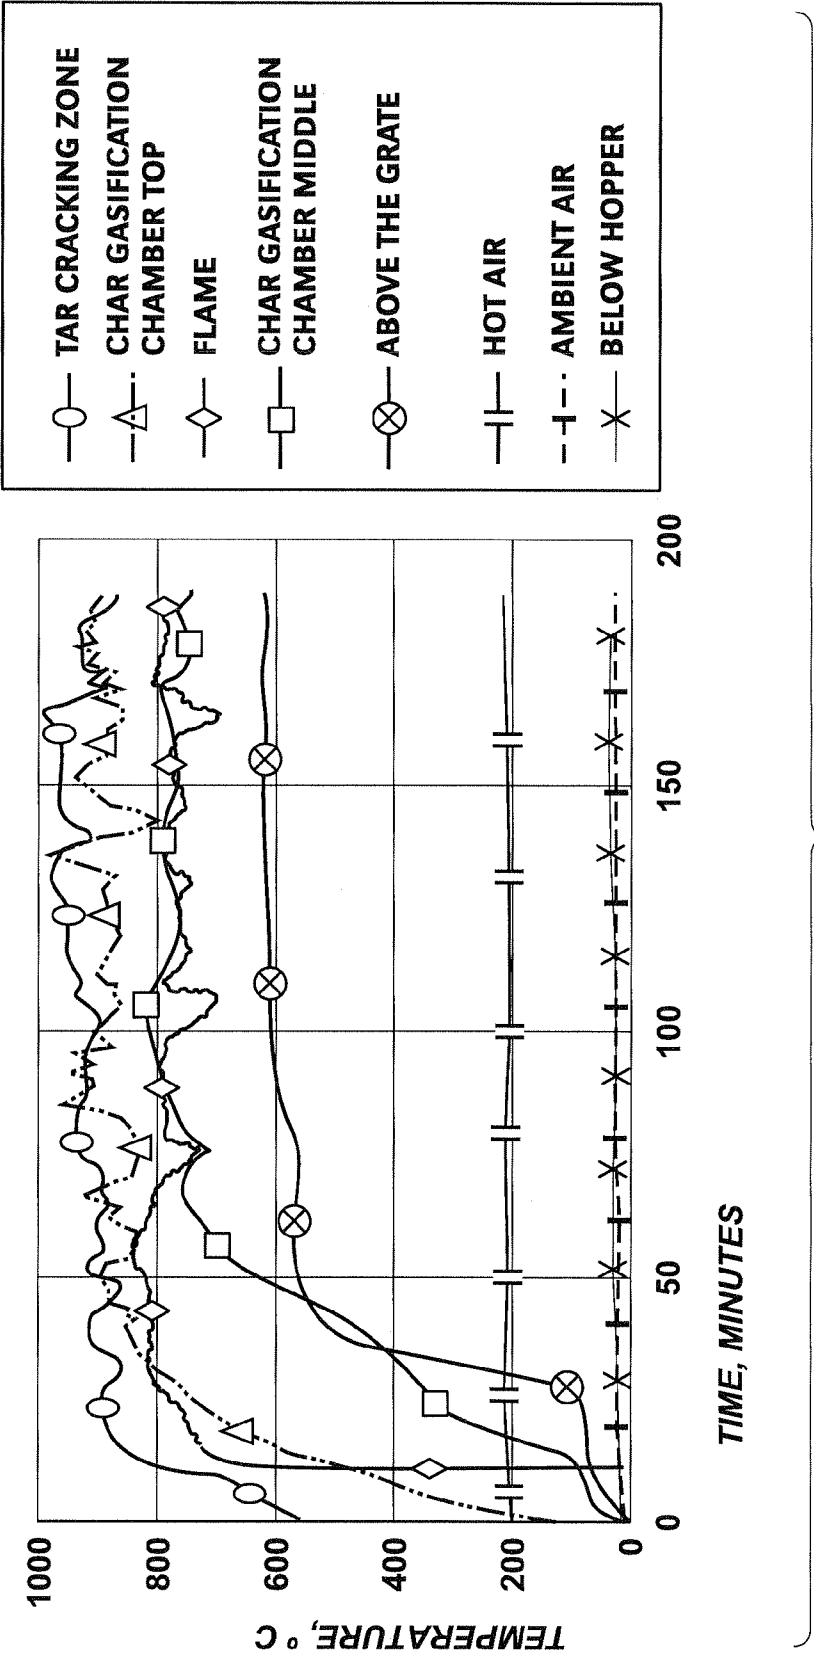 1000
800
600
400
200
0
TEMPERATURE, ° C
0
50
100
150
200
TIME, MINUTES
TAR CRACKING ZONE
CHAR GASIFICATION
CHAMBER TOP
FLAME
CHAR GASIFICATION
CHAMBER MIDDLE
ABOVE THE GRATE
HOT AIR
AMBIENT AIR
BELOW HOPPER